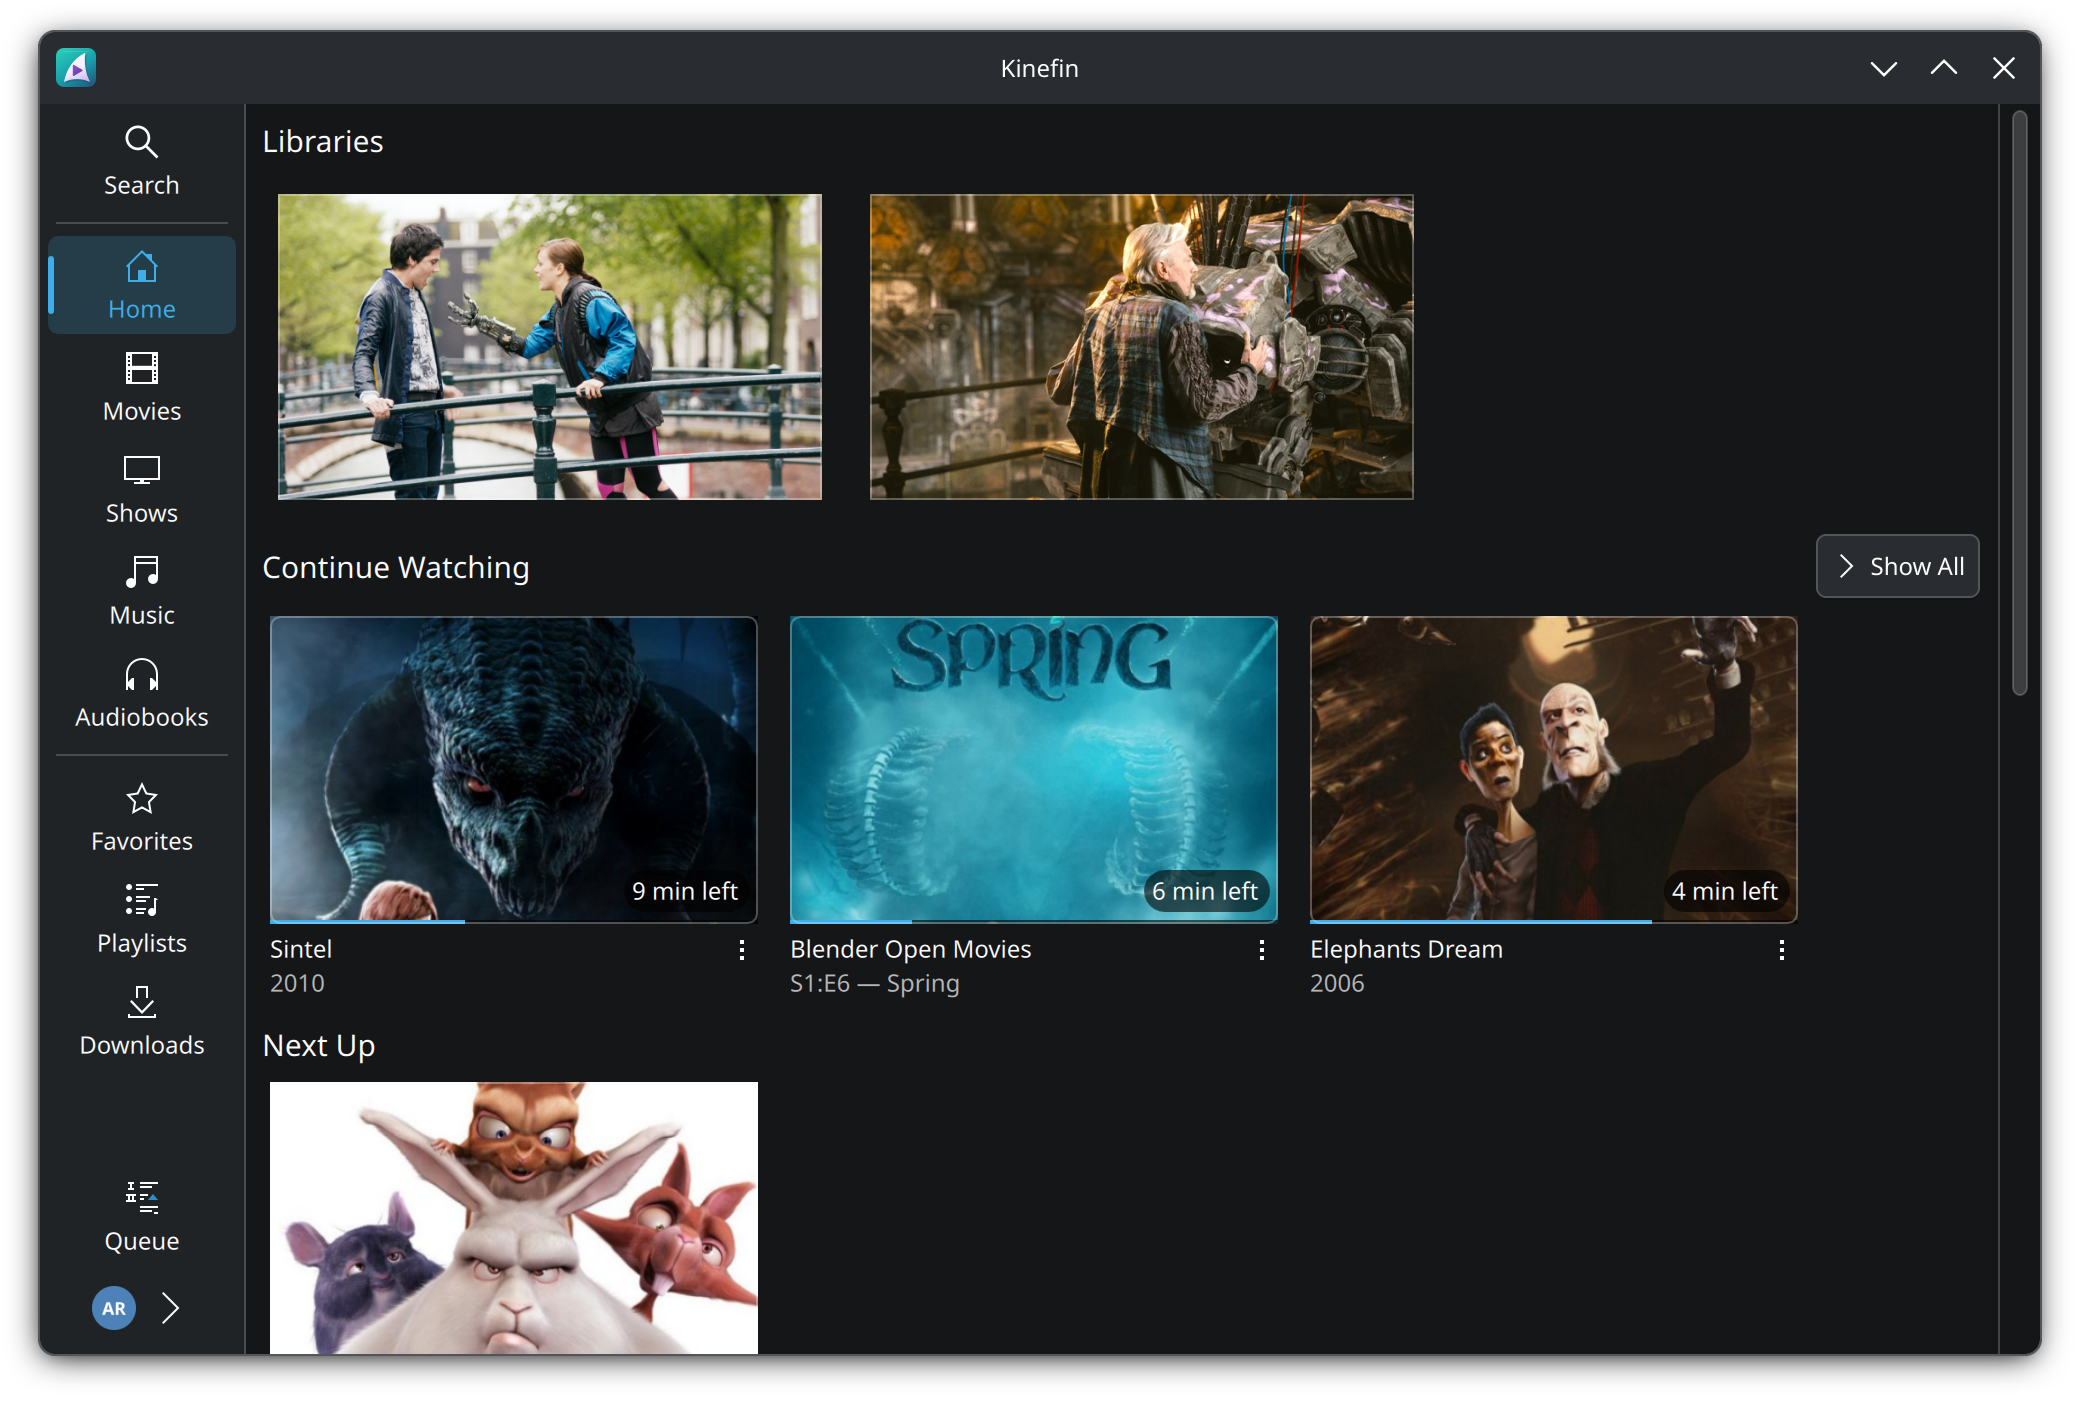 Kinefin
Search
Home
Movies
Shows
Music
Audiobooks
Favorites
Playlists
Downloads
Queue
AR
Libraries
Continue Watching
Show All
SPRING
9 min left
6 min left
4 min left
Sintel
2010
Blender Open Movies
S1:E6 — Spring
Elephants Dream
2006
Next Up